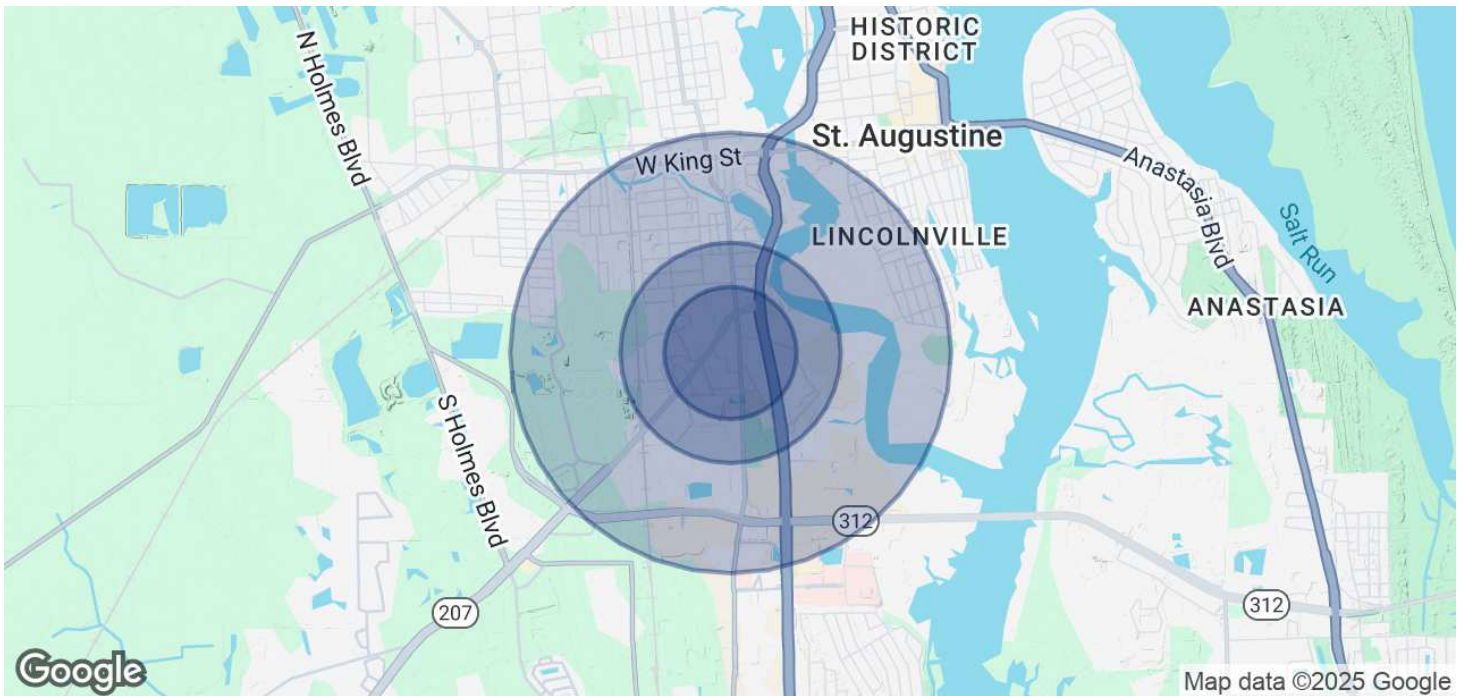 HISTORIC
DISTRICT
N Holmes Blvd
St. Augustine
W King St
Anastasia Blvd
Salt Run
LINCOLNVILLE
ANASTASIA
S Holmes Blvd
312
207
312
Google
Map data ©2025 Google